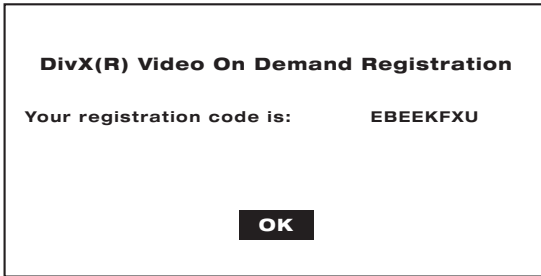 DivX(R) Video On Demand Registration
Your registration code is: EBEEKFXU
OK